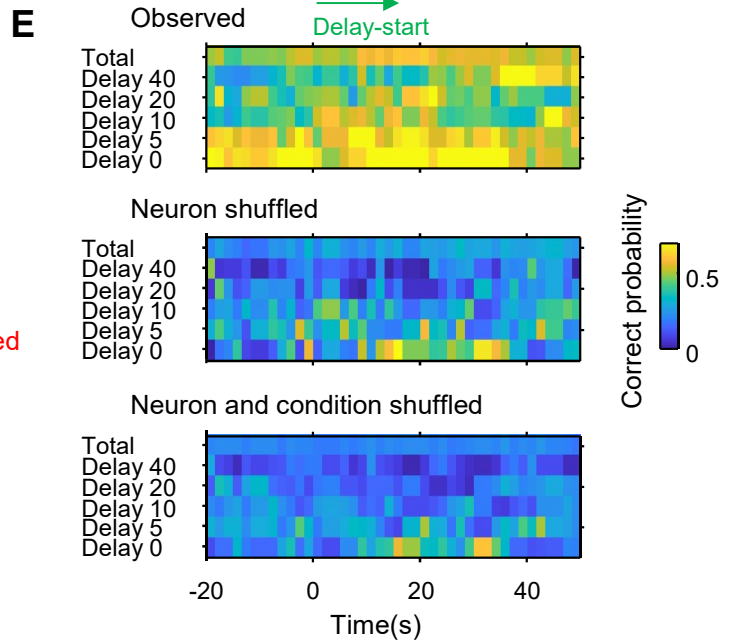 E
Observed
Delay-start
Total
Delay 40
Delay 20
Delay 10
Delay 5
Delay 0
Neuron shuffled
Total
Delay 40
Delay 20
Delay 10
Delay 5
Delay 0
ed
Correct probability
0.5
0
Neuron and condition shuffled
Total
Delay 40
Delay 20
Delay 10
Delay 5
Delay 0
-20 0 20 40
Time(s)